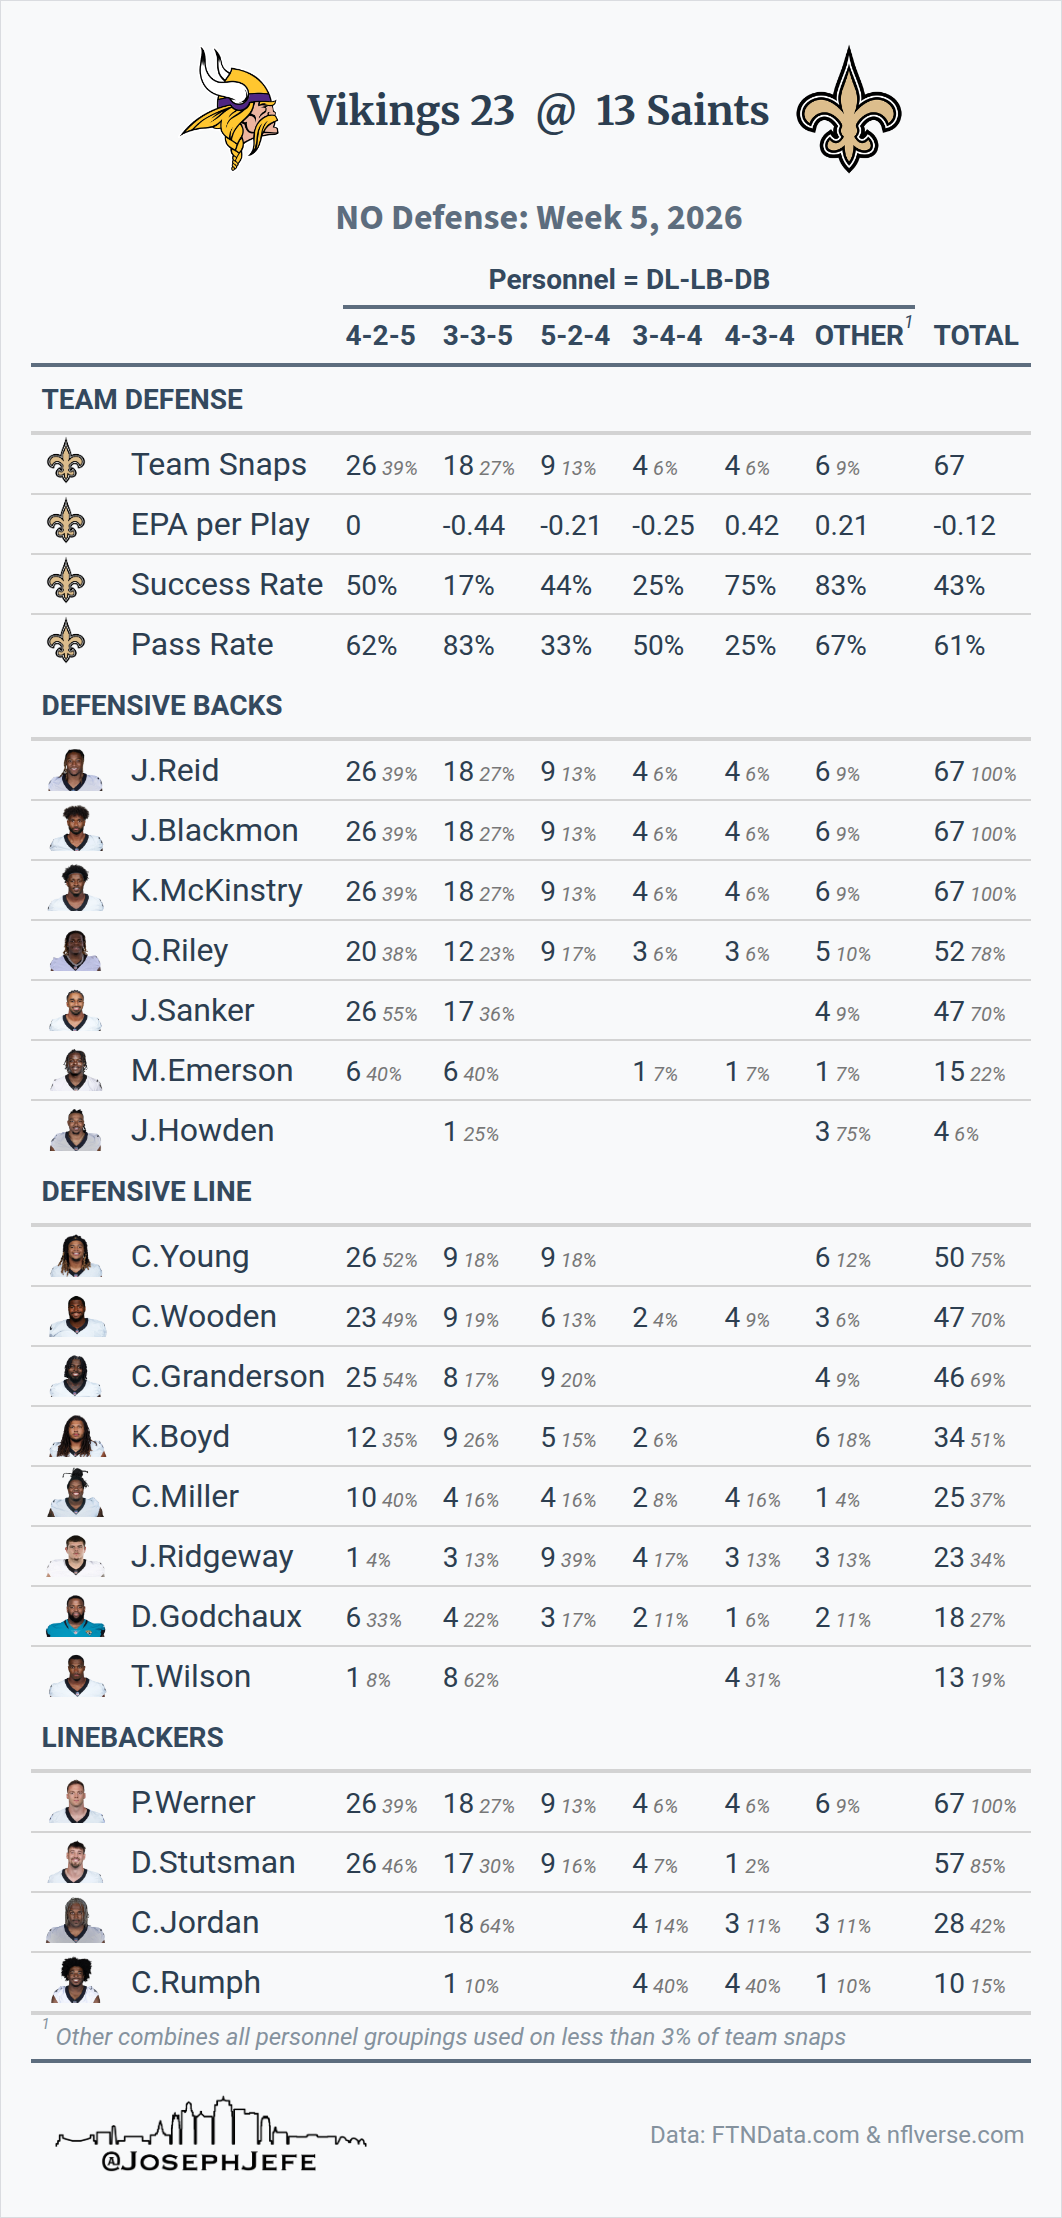 Vikings 23 @ 13 Saints
NO Defense: Week 5, 2026
Personnel = DL-LB-DB
4-2-5 3-3-5 5-2-4 3-4-4 4-3-4 OTHER1 TOTAL
TEAM DEFENSE
Team Snaps 26 39% 18 27% 9 13% 4 6% 4 6% 6 9% 67
EPA per Play 0 -0.44 -0.21 -0.25 0.42 0.21 -0.12
Success Rate 50% 17% 44% 25% 75% 83% 43%
Pass Rate 62% 83% 33% 50% 25% 67% 61%
DEFENSIVE BACKS
J.Reid 26 39% 18 27% 9 13% 4 6% 4 6% 6 9% 67 100%
J.Blackmon 26 39% 18 27% 9 13% 4 6% 4 6% 6 9% 67 100%
K.McKinstry 26 39% 18 27% 9 13% 4 6% 4 6% 6 9% 67 100%
Q.Riley 20 38% 12 23% 9 17% 3 6% 3 6% 5 10% 52 78%
J.Sanker 26 55% 17 36% 4 9% 47 70%
M.Emerson 6 40% 6 40% 1 7% 1 7% 1 7% 15 22%
J.Howden 1 25% 3 75% 4 6%
DEFENSIVE LINE
C.Young 26 52% 9 18% 9 18% 6 12% 50 75%
C.Wooden 23 49% 9 19% 6 13% 2 4% 4 9% 3 6% 47 70%
C.Granderson 25 54% 8 17% 9 20% 4 9% 46 69%
K.Boyd 12 35% 9 26% 5 15% 2 6% 6 18% 34 51%
C.Miller 10 40% 4 16% 4 16% 2 8% 4 16% 1 4% 25 37%
J.Ridgeway 1 4% 3 13% 9 39% 4 17% 3 13% 3 13% 23 34%
D.Godchaux 6 33% 4 22% 3 17% 2 11% 1 6% 2 11% 18 27%
T.Wilson 1 8% 8 62% 4 31% 13 19%
LINEBACKERS
P.Werner 26 39% 18 27% 9 13% 4 6% 4 6% 6 9% 67 100%
D.Stutsman 26 46% 17 30% 9 16% 4 7% 1 2% 57 85%
C.Jordan 18 64% 4 14% 3 11% 3 11% 28 42%
C.Rumph 1 10% 4 40% 4 40% 1 10% 10 15%
1 Other combines all personnel groupings used on less than 3% of team snaps
@JOSEPHJEFE
Data: FTNData.com & nflverse.com